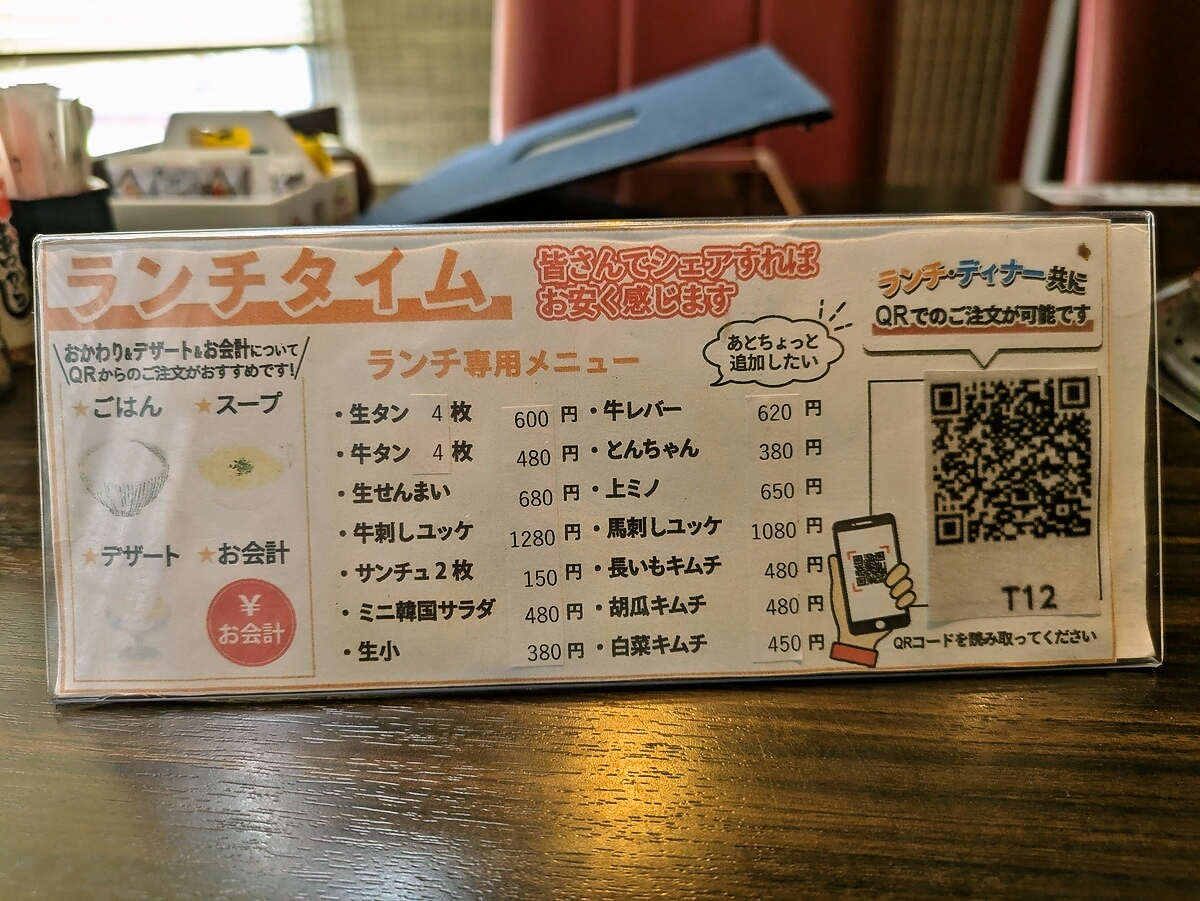 ランチタイム
皆さんでシェアすれば
お安く感じます
おかわり&デザート&お会計について
QRからのご注文がおすすめです!
★ごはん ★スープ
★デザート ★お会計
¥
お会計
ランチ専用メニュー
あとちょっと
追加したい
・生タン 4枚 600円
・牛タン 4枚 480円
・生せんまい 680円
・牛刺しユッケ 1280円
・サンチュ2枚 150円
・ミニ韓国サラダ 480円
・生小 380円
・牛レバー 620円
・とんちゃん 380円
・上ミノ 650円
・馬刺しユッケ 1080円
・長いもキムチ 480円
・胡瓜キムチ 480円
・白菜キムチ 450円
ランチ・ディナー共に
QRでのご注文が可能です
T12
QRコードを読み取ってください